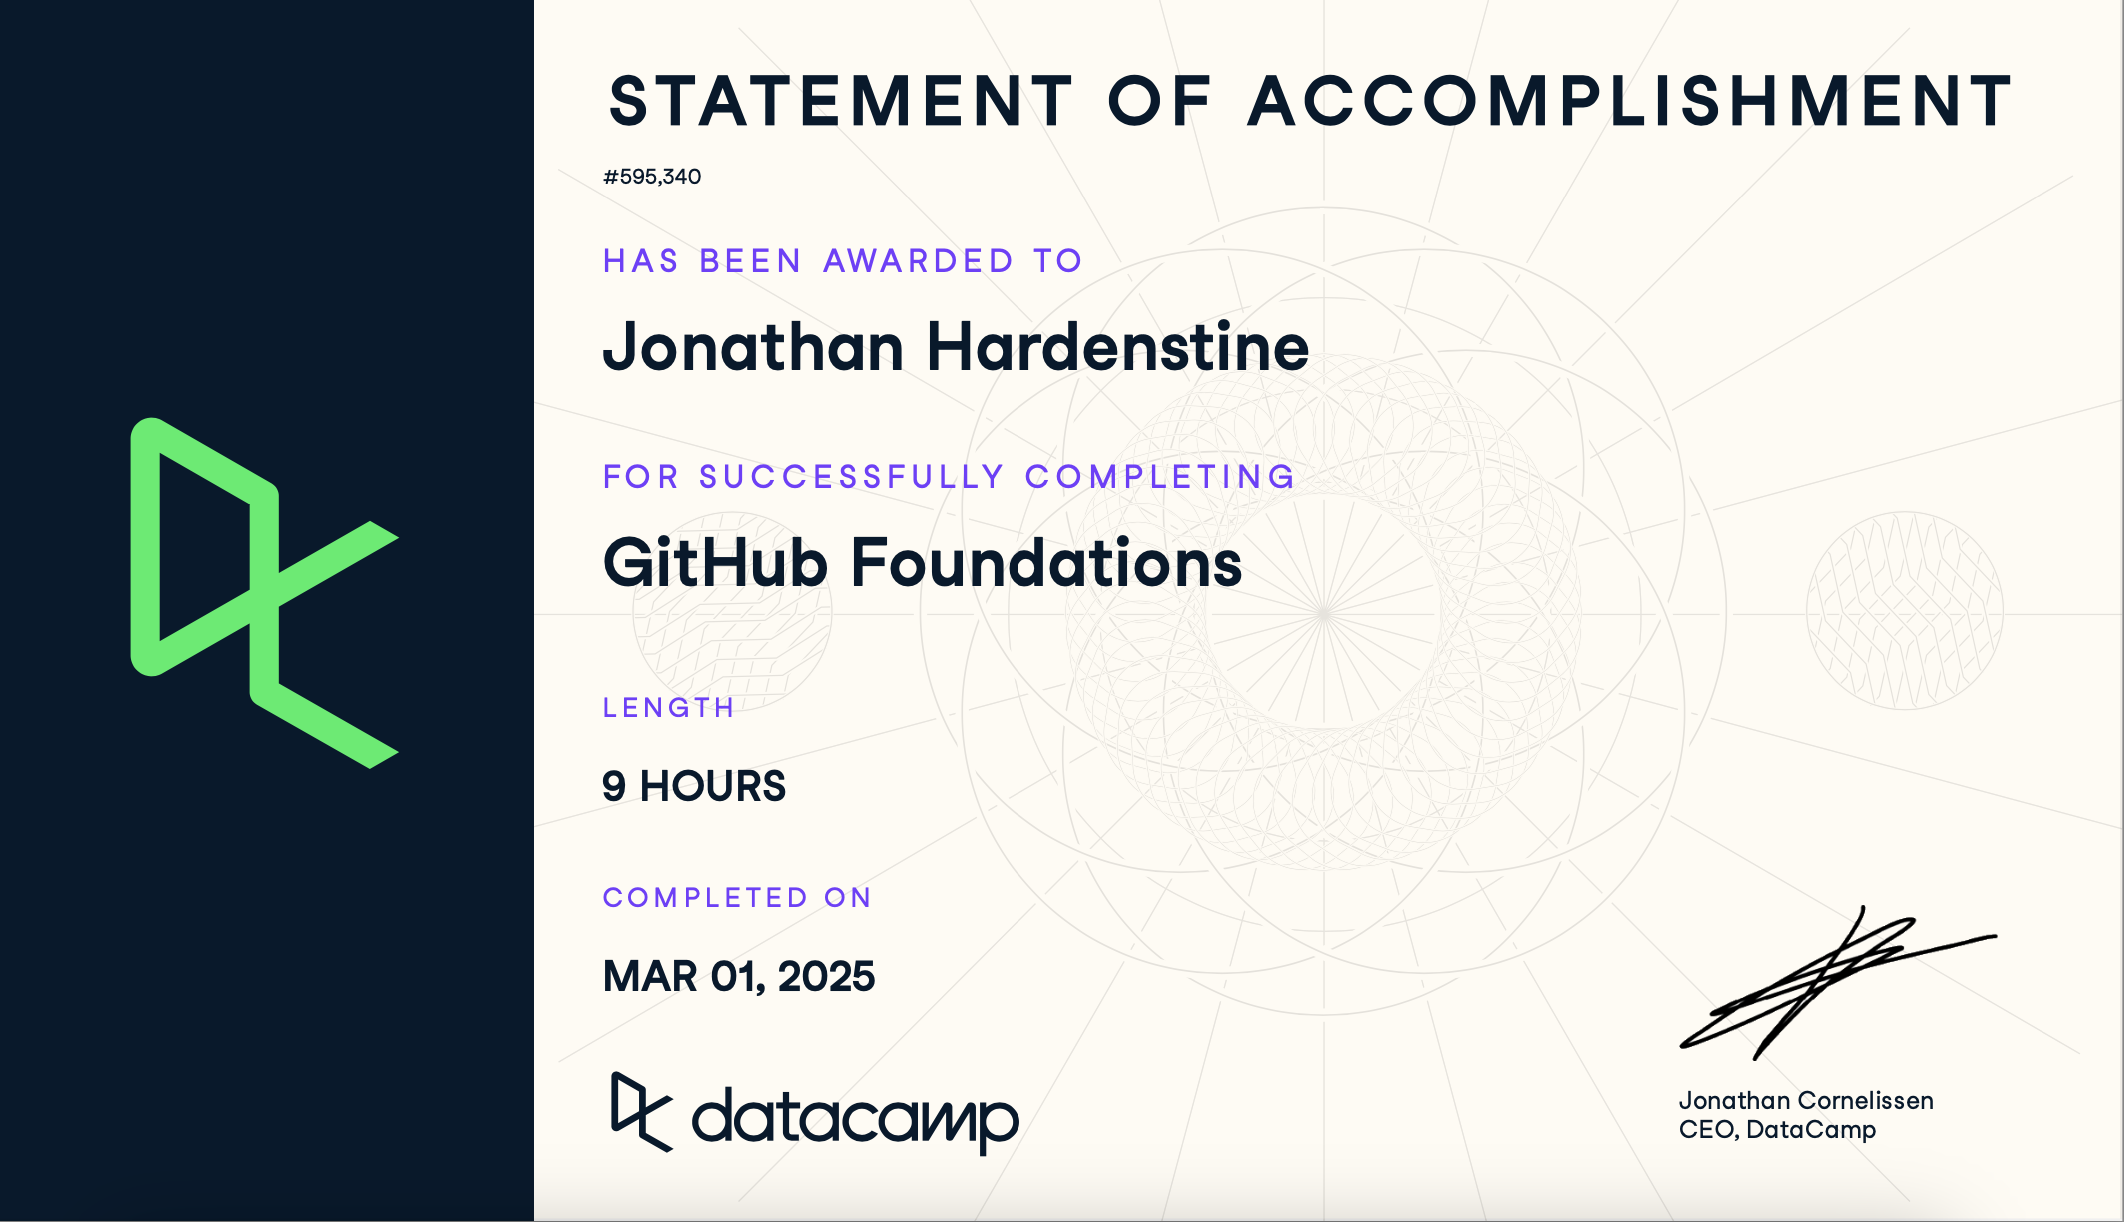 STATEMENT OF ACCOMPLISHMENT
#595,340
HAS BEEN AWARDED TO
Jonathan Hardenstine
FOR SUCCESSFULLY COMPLETING
GitHub Foundations
LENGTH
9 HOURS
COMPLETED ON
MAR 01, 2025
datacamp
Jonathan Cornelissen
CEO, DataCamp